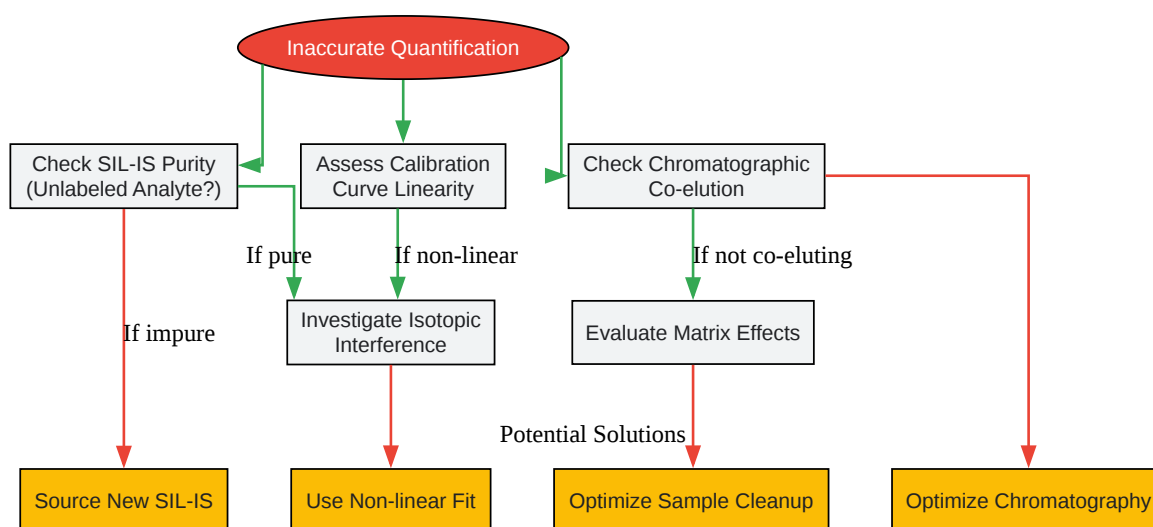 Inaccurate Quantification
Check SIL-IS Purity
(Unlabeled Analyte?)
Assess Calibration
Curve Linearity
Check Chromatographic
Co-elution
If pure
If non-linear
If not co-eluting
Investigate Isotopic
Interference
Evaluate Matrix Effects
If impure
Potential Solutions
Source New SIL-IS
Use Non-linear Fit
Optimize Sample Cleanup
Optimize Chromatography